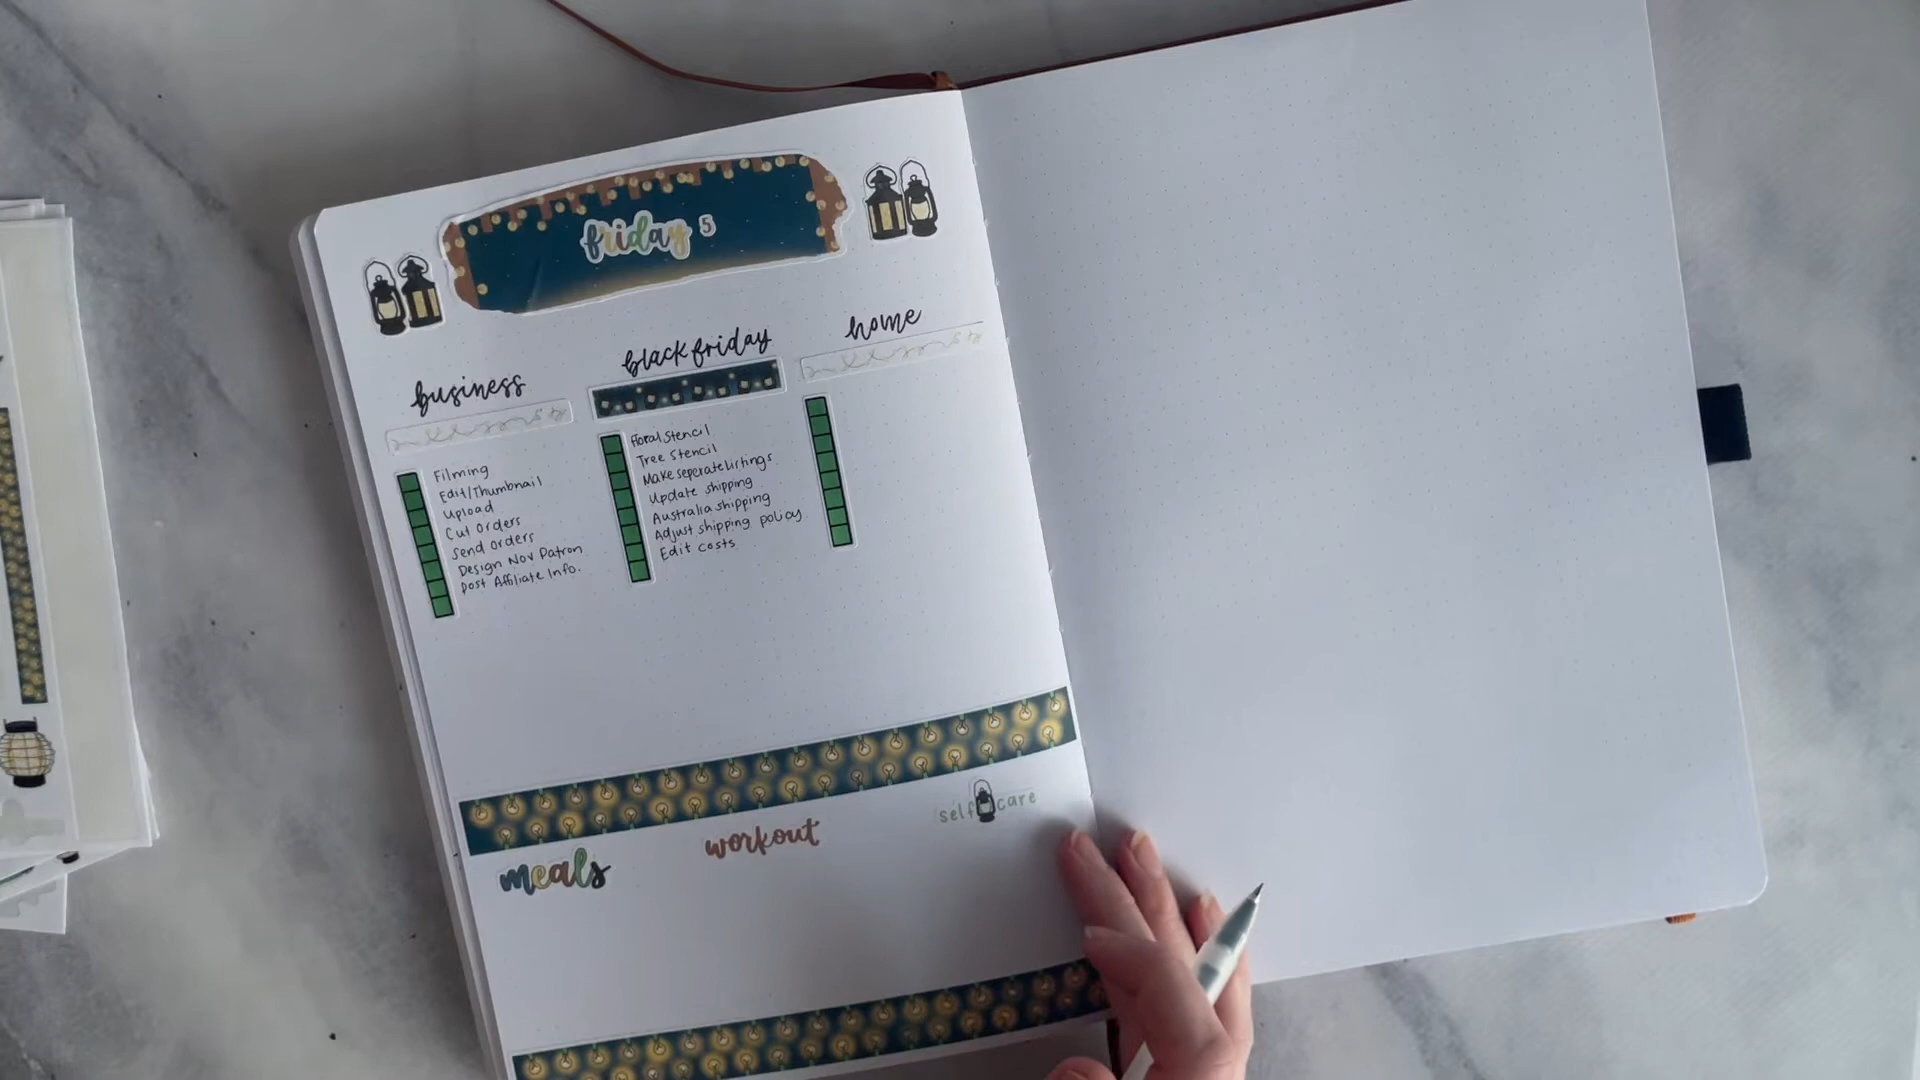 friday 5
business
Filming
Edit/Thumbnail
Upload
Cut Orders
Send Orders
Design Nov Patron
Post Affiliate Info.
black friday
Floral Stencil
Tree Stencil
Make seperate listings
Update shipping
Australia shipping
Adjust shipping policy
Edit costs
home
meals
workout
self care